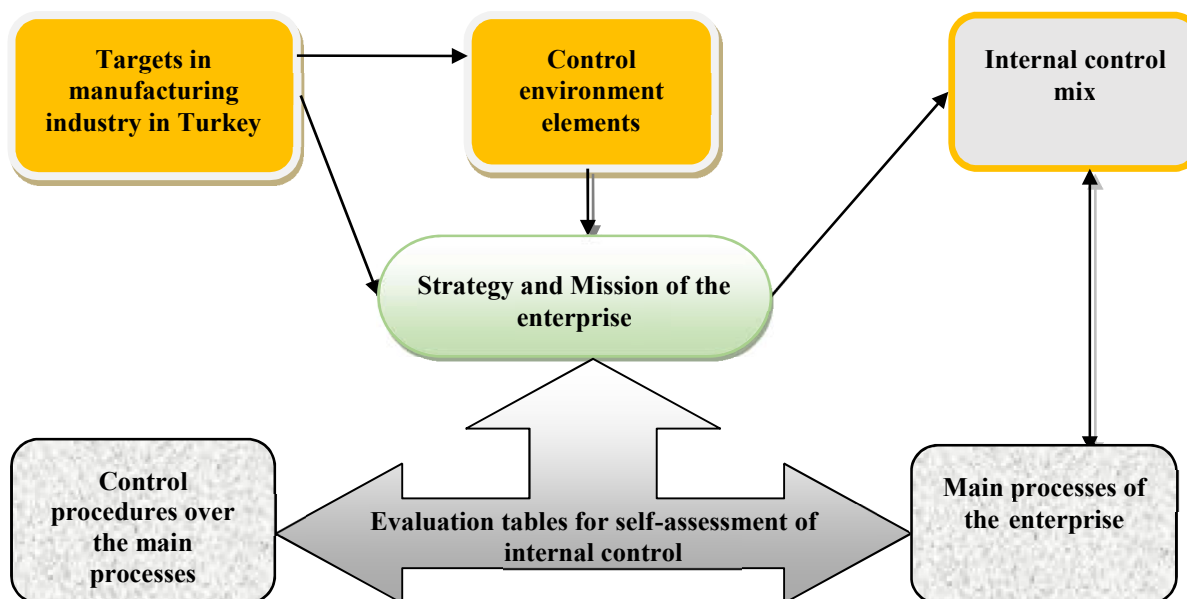 Targets in
manufacturing
industry in Turkey
Control
environment
elements
Internal control
mix
Strategy and Mission of the
enterprise
Control
procedures over
the main
processes
Evaluation tables for self-assessment of
internal control
Main processes of
the enterprise